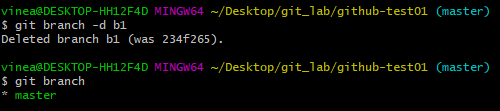 vinea@DESKTOP-HH12F4D MINGW64 ~/Desktop/git_lab/github-test01 (master)
$ git branch -d b1
Deleted branch b1 (was 234f265).
vinea@DESKTOP-HH12F4D MINGW64 ~/Desktop/git_lab/github-test01 (master)
$ git branch
* master